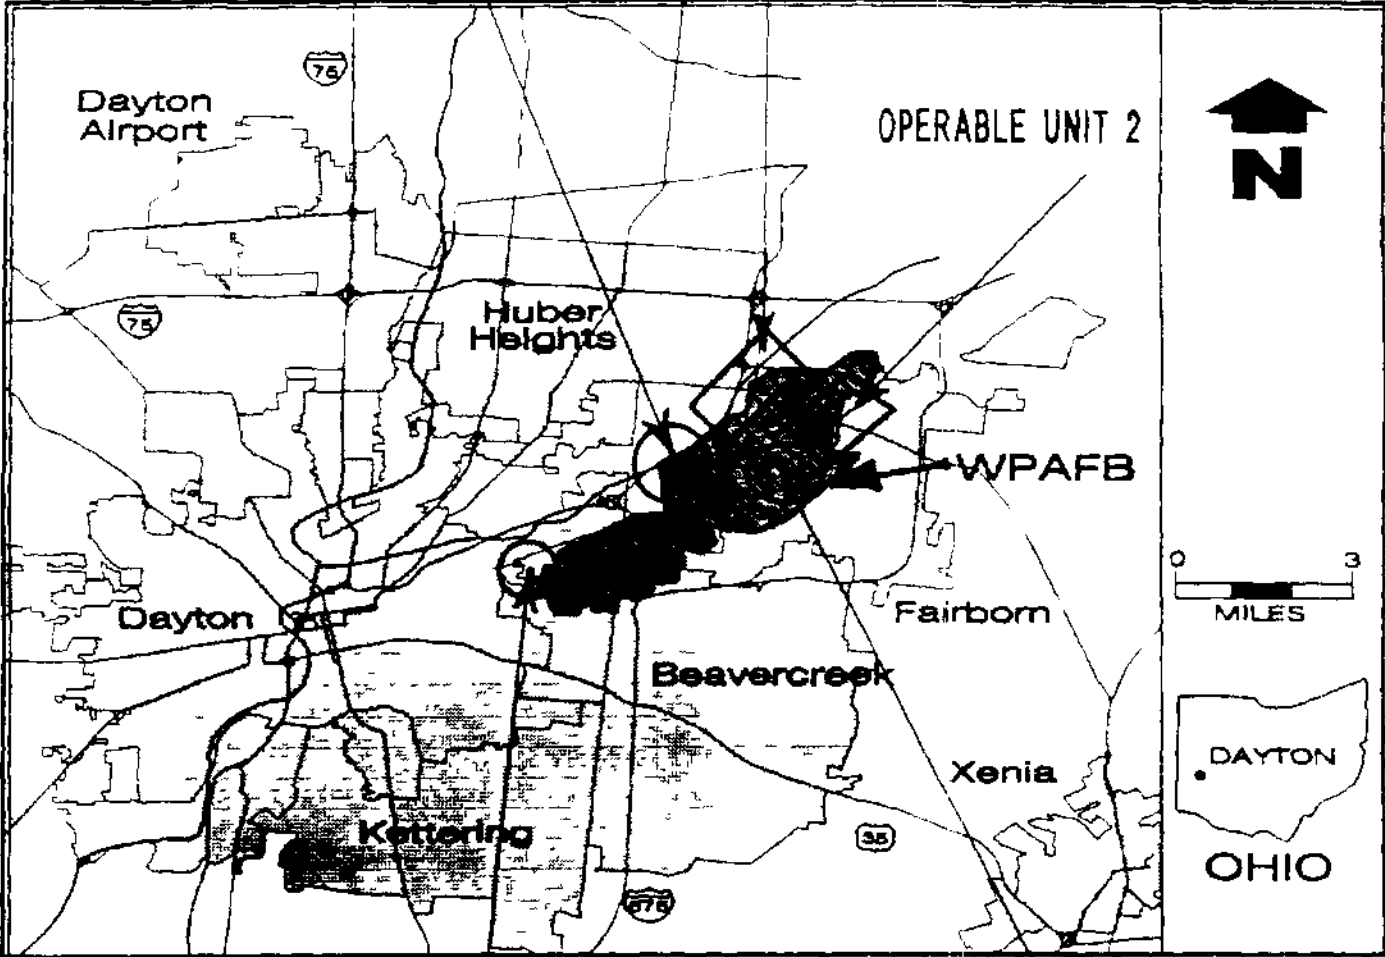 75
Dayton
Airport
OPERABLE UNIT 2
N
75
Huber
Heights
WPAFB
0 3
MILES
Dayton
Fairborn
Beavercreek
DAYTON
Xenia
Kettering
35
OHIO
675